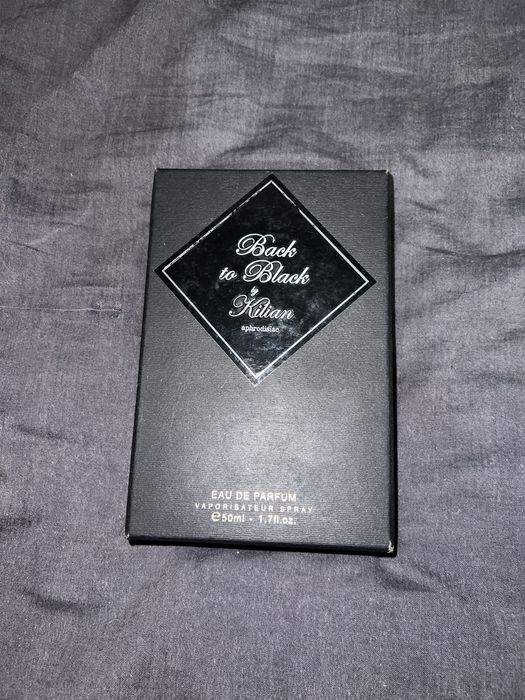 Back
to Black
by
Kilian
aphrodisiac
EAU DE PARFUM
VAPORISATEUR SPRAY
℮50ml - 1.7fl.oz.